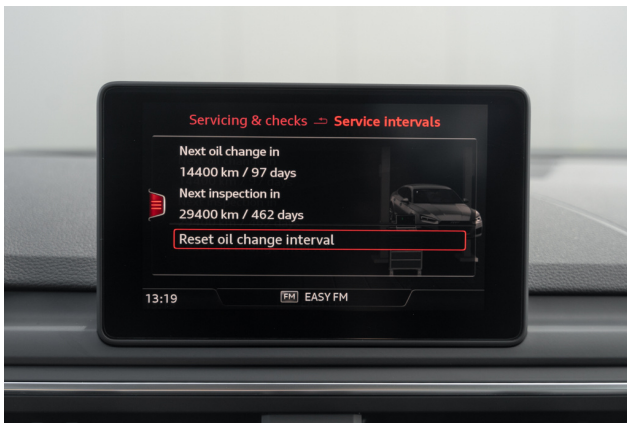 Servicing & checks Service intervals
Next oil change in
14400 km / 97 days
Next inspection in
29400 km / 462 days
Reset oil change interval
13:19 FM EASY FM